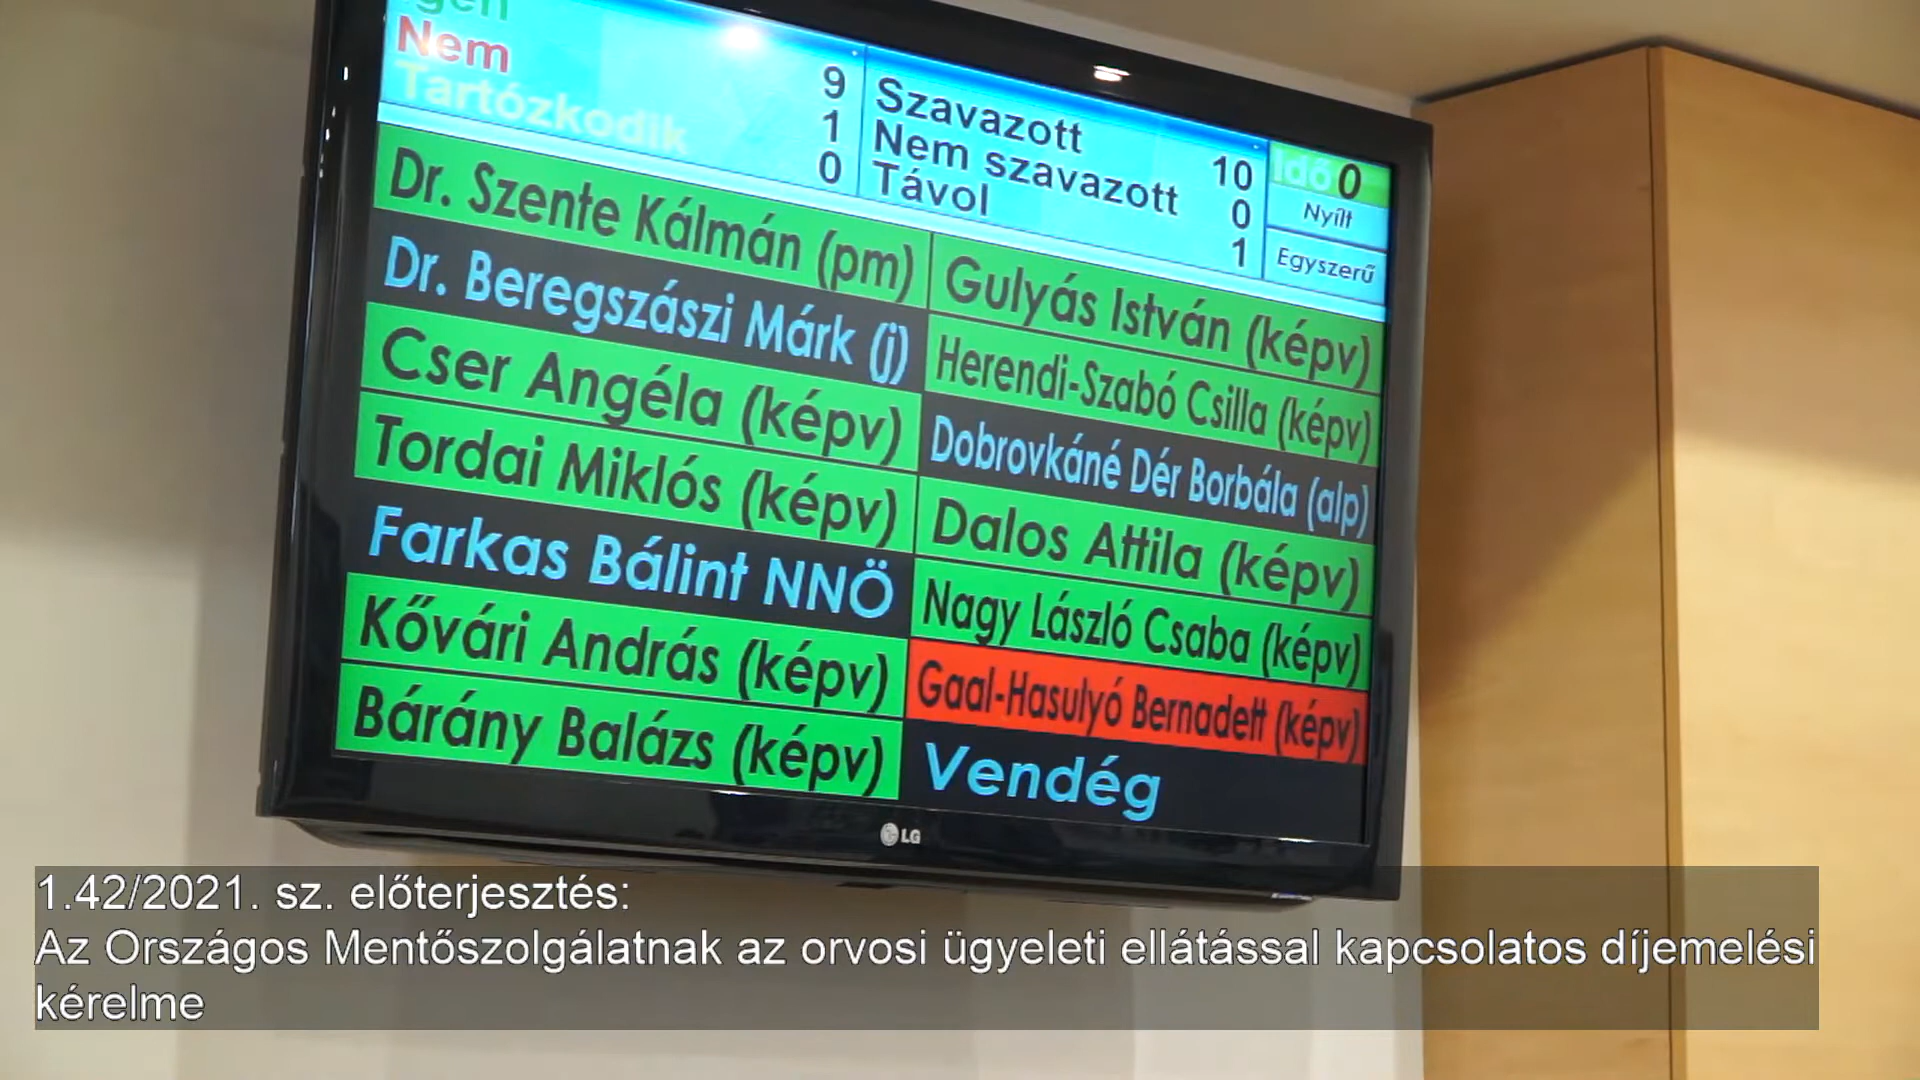 Igen 9
Nem 1
Tartózkodik 0
Szavazott 10
Nem szavazott 0
Távol 1
Idő 0
Nyílt
Egyszerű
Dr. Szente Kálmán (pm)
Dr. Beregszászi Márk (j)
Cser Angéla (képv)
Tordai Miklós (képv)
Farkas Bálint NNÖ
Kővári András (képv)
Bárány Balázs (képv)
Gulyás István (képv)
Herendi-Szabó Csilla (képv)
Dobrovkáné Dér Borbála (alp)
Dalos Attila (képv)
Nagy László Csaba (képv)
Gaal-Hasulyó Bernadett (képv)
Vendég
LG
1.42/2021. sz. előterjesztés:
Az Országos Mentőszolgálatnak az orvosi ügyeleti ellátással kapcsolatos díjemelési
kérelme